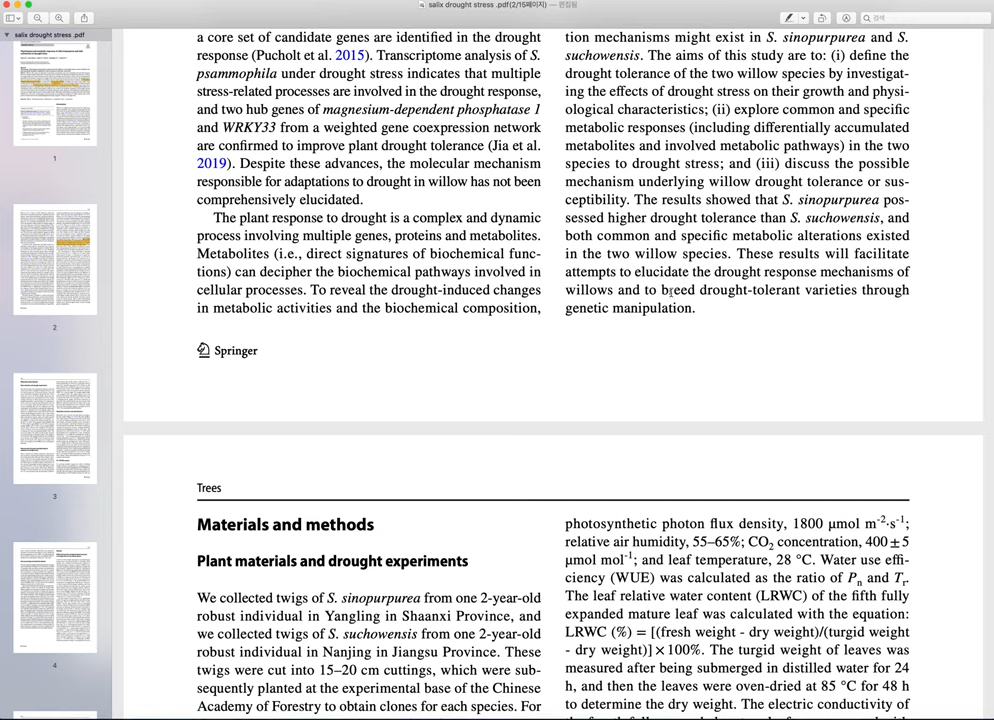 salix drought stress .pdf(2/15페이지) — 편집됨
검색
salix drought stress .pdf
1
2
3
4
a core set of candidate genes are identified in the drought
response (Pucholt et al. 2015). Transcriptome analysis of S.
psammophila under drought stress indicates that multiple
stress-related processes are involved in the drought response,
and two hub genes of magnesium-dependent phosphatase 1
and WRKY33 from a weighted gene coexpression network
are confirmed to improve plant drought tolerance (Jia et al.
2019). Despite these advances, the molecular mechanism
responsible for adaptations to drought in willow has not been
comprehensively elucidated.
The plant response to drought is a complex and dynamic
process involving multiple genes, proteins and metabolites.
Metabolites (i.e., direct signatures of biochemical func-
tions) can decipher the biochemical pathways involved in
cellular processes. To reveal the drought-induced changes
in metabolic activities and the biochemical composition,
tion mechanisms might exist in S. sinopurpurea and S.
suchowensis. The aims of this study are to: (i) define the
drought tolerance of the two willow species by investigat-
ing the effects of drought stress on their growth and physi-
ological characteristics; (ii) explore common and specific
metabolic responses (including differentially accumulated
metabolites and involved metabolic pathways) in the two
species to drought stress; and (iii) discuss the possible
mechanism underlying willow drought tolerance or sus-
ceptibility. The results showed that S. sinopurpurea pos-
sessed higher drought tolerance than S. suchowensis, and
both common and specific metabolic alterations existed
in the two willow species. These results will facilitate
attempts to elucidate the drought response mechanisms of
willows and to breed drought-tolerant varieties through
genetic manipulation.
Springer
Trees
Materials and methods
Plant materials and drought experiments
We collected twigs of S. sinopurpurea from one 2-year-old
robust individual in Yangling in Shaanxi Province, and
we collected twigs of S. suchowensis from one 2-year-old
robust individual in Nanjing in Jiangsu Province. These
twigs were cut into 15–20 cm cuttings, which were sub-
sequently planted at the experimental base of the Chinese
Academy of Forestry to obtain clones for each species. For
photosynthetic photon flux density, 1800 μmol m⁻²·s⁻¹;
relative air humidity, 55–65%; CO₂ concentration, 400 ± 5
μmol mol⁻¹; and leaf temperature, 28 °C. Water use effi-
ciency (WUE) was calculated as the ratio of Pn and Tr.
The leaf relative water content (LRWC) of the fifth fully
expanded mature leaf was calculated with the equation:
LRWC (%) = [(fresh weight - dry weight)/(turgid weight
- dry weight)] × 100%. The turgid weight of leaves was
measured after being submerged in distilled water for 24
h, and then the leaves were oven-dried at 85 °C for 48 h
to determine the dry weight. The electric conductivity of